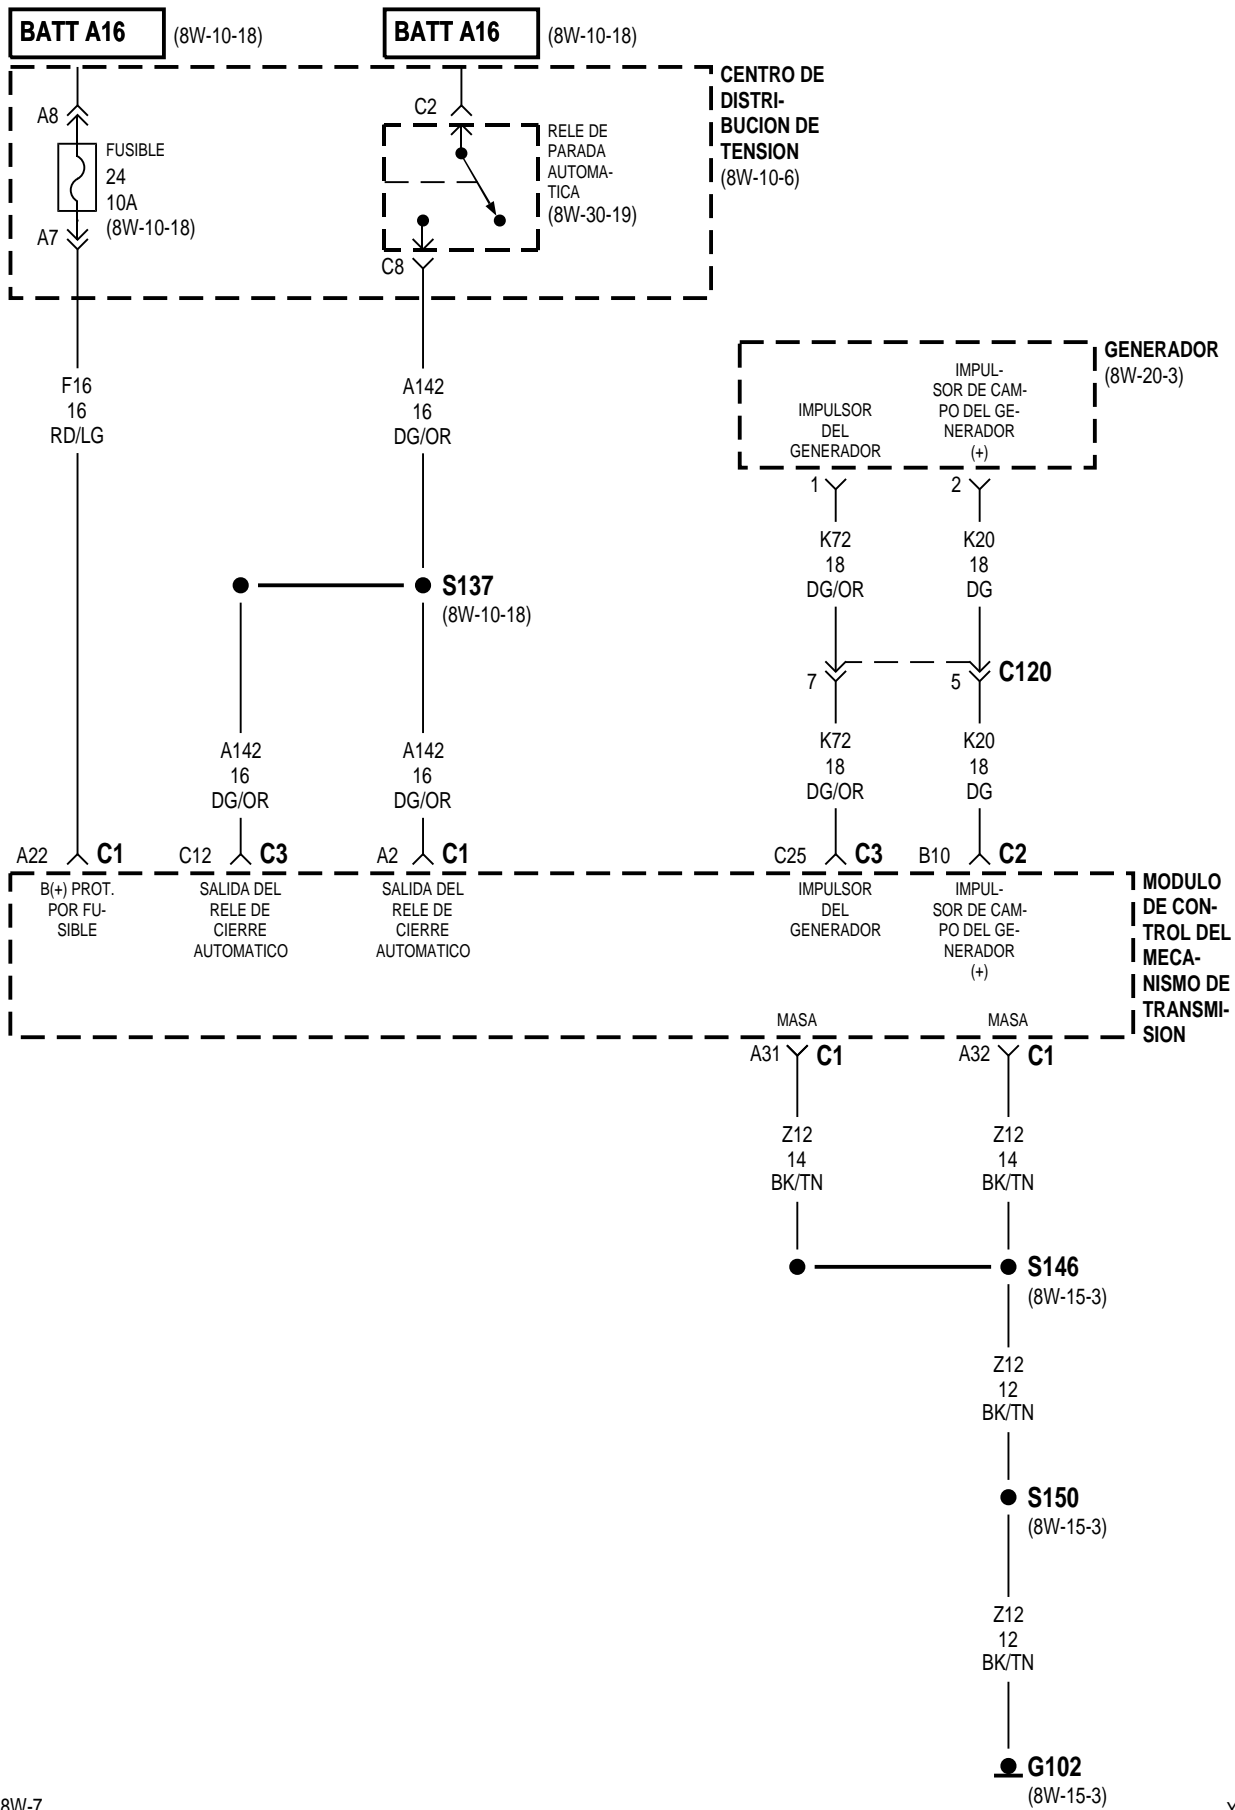 BATT A16
(8W-10-18)
BATT A16
(8W-10-18)
CENTRO DE
DISTRI-
BUCION DE
TENSION
(8W-10-6)
A8
FUSIBLE
24
10A
(8W-10-18)
A7
C2
RELE DE
PARADA
AUTOMA-
TICA
(8W-30-19)
C8
F16
16
RD/LG
A142
16
DG/OR
GENERADOR
(8W-20-3)
IMPULSOR
DEL
GENERADOR
IMPUL-
SOR DE CAM-
PO DEL GE-
NERADOR
(+)
1
2
K72
18
DG/OR
K20
18
DG
S137
(8W-10-18)
7
5
C120
A142
16
DG/OR
A142
16
DG/OR
K72
18
DG/OR
K20
18
DG
A22
C1
C12
C3
A2
C1
C25
C3
B10
C2
B(+) PROT.
POR FU-
SIBLE
SALIDA DEL
RELE DE
CIERRE
AUTOMATICO
SALIDA DEL
RELE DE
CIERRE
AUTOMATICO
IMPULSOR
DEL
GENERADOR
IMPUL-
SOR DE CAM-
PO DEL GE-
NERADOR
(+)
MODULO
DE CON-
TROL DEL
MECA-
NISMO DE
TRANSMI-
SION
MASA
MASA
A31
C1
A32
C1
Z12
14
BK/TN
Z12
14
BK/TN
S146
(8W-15-3)
Z12
12
BK/TN
S150
(8W-15-3)
Z12
12
BK/TN
G102
(8W-15-3)
8W-7